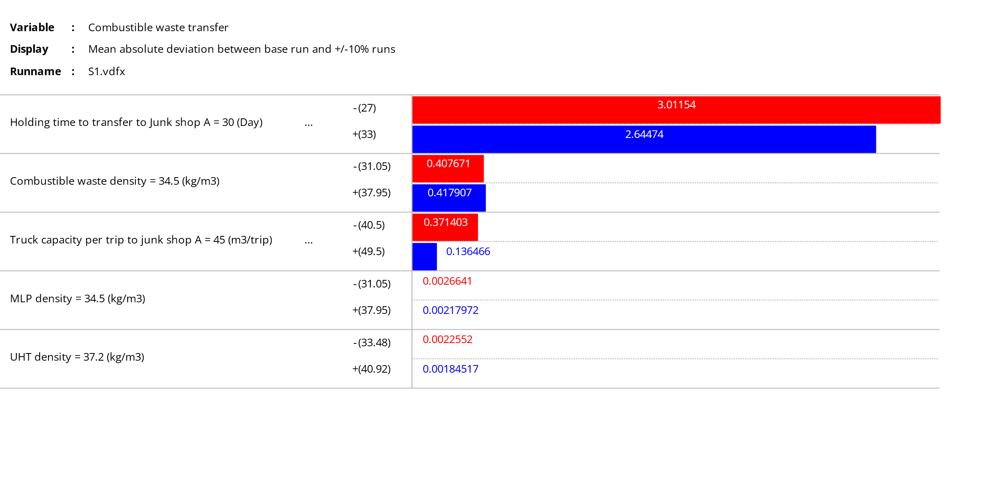 Variable : Combustible waste transfer
Display : Mean absolute deviation between base run and +/-10% runs
Runname : S1.vdfx
Holding time to transfer to Junk shop A = 30 (Day) ...
-(27) 3.01154
+(33) 2.64474
Combustible waste density = 34.5 (kg/m3)
-(31.05) 0.407671
+(37.95) 0.417907
Truck capacity per trip to junk shop A = 45 (m3/trip) ...
-(40.5) 0.371403
+(49.5) 0.136466
MLP density = 34.5 (kg/m3)
-(31.05) 0.0026641
+(37.95) 0.00217972
UHT density = 37.2 (kg/m3)
-(33.48) 0.0022552
+(40.92) 0.00184517